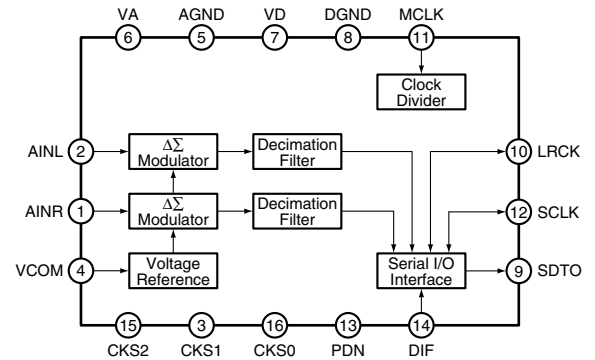 VA AGND VD DGND MCLK
6 5 7 8 11
Clock
Divider
AINL 2
ΔΣ
Modulator
Decimation
Filter
10 LRCK
AINR 1
ΔΣ
Modulator
Decimation
Filter
12 SCLK
VCOM 4
Voltage
Reference
Serial I/O
Interface
9 SDTO
15 3 16 13 14
CKS2 CKS1 CKS0 PDN DIF